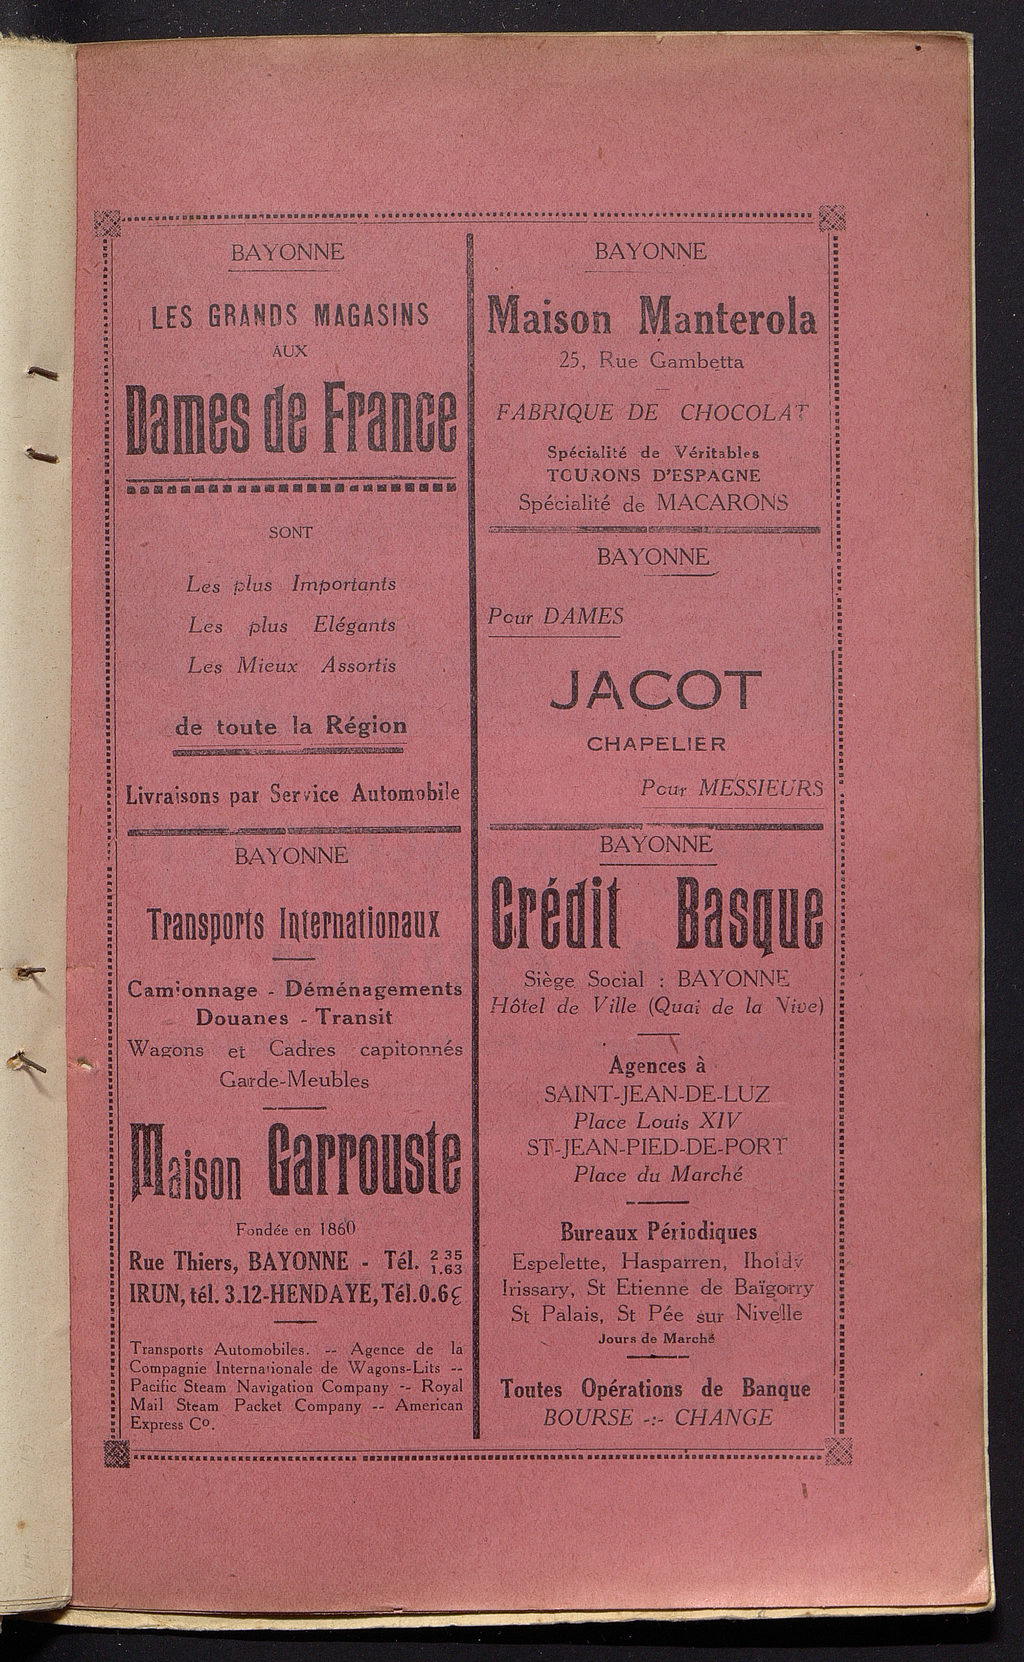 BAYONNE
LES GRANDS MAGASINS
AUX
Dames de France
SONT
Les plus Importants
Les plus Elégants
Les Mieux Assortis
de toute la Région
Livraisons par Service Automobile
BAYONNE
Transports Internationaux
Camionnage - Déménagements
Douanes - Transit
Wagons et Cadres capitonnés
Garde-Meubles
Maison Garrouste
Fondée en 1860
Rue Thiers, BAYONNE - Tél. 2 35 1.63
IRUN, tél. 3.12-HENDAYE, Tél.
Transports Automobiles. -- Agence de la
Compagnie Internationale de Wagons-Lits --
Pacific Steam Navigation Company -- Royal
Mail Steam Packet Company -- American
Express Co.
BAYONNE
Maison Manterola
25, Rue Gambetta
FABRIQUE DE CHOCOLAT
Spécialité de Véritables
TOURONS D'ESPAGNE
Spécialité de MACARONS
BAYONNE
Pour DAMES
JACOT
CHAPELIER
Pour MESSIEURS
BAYONNE
Crédit Basque
Siège Social : BAYONNE
Hôtel de Ville (Quai de la Nive)
Agences à
SAINT-JEAN-DE-LUZ
Place Louis XIV
ST-JEAN-PIED-DE-PORT
Place du Marché
Bureaux Périodiques
Espelette, Hasparren, Iholdy
Irissary, St Etienne de Baïgorry
St Palais, St Pée sur Nivelle
Jours de Marché
Toutes Opérations de Banque
BOURSE -:- CHANGE